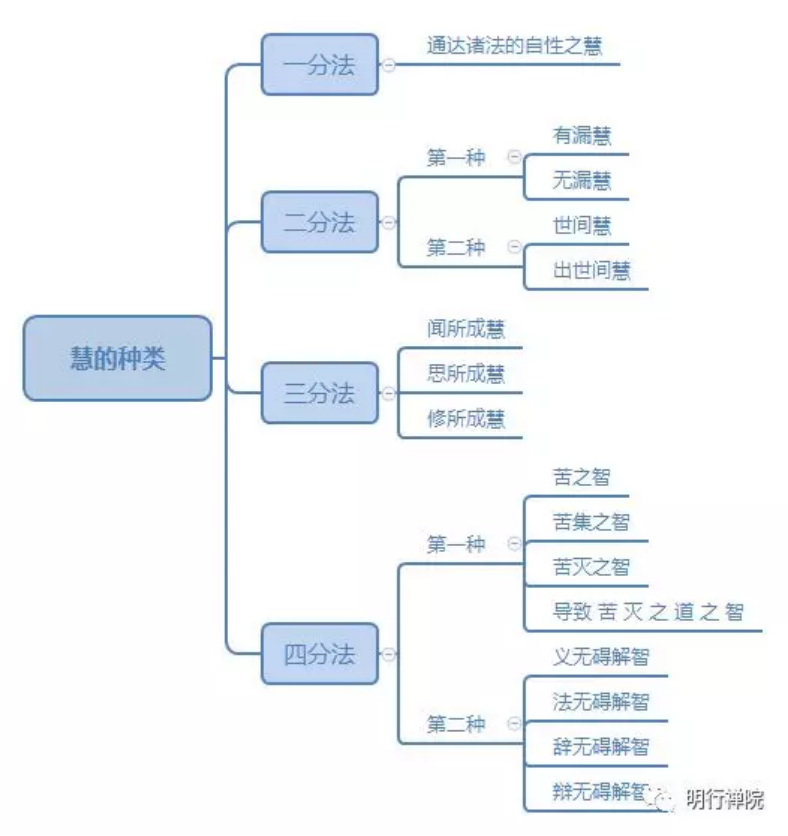 慧的种类
一分法
通达诸法的自性之慧
二分法
第一种
有漏慧
无漏慧
第二种
世间慧
出世间慧
三分法
闻所成慧
思所成慧
修所成慧
四分法
第一种
苦之智
苦集之智
苦灭之智
导致苦灭之道之智
第二种
义无碍解智
法无碍解智
辞无碍解智
辩无碍解智
明行禅院